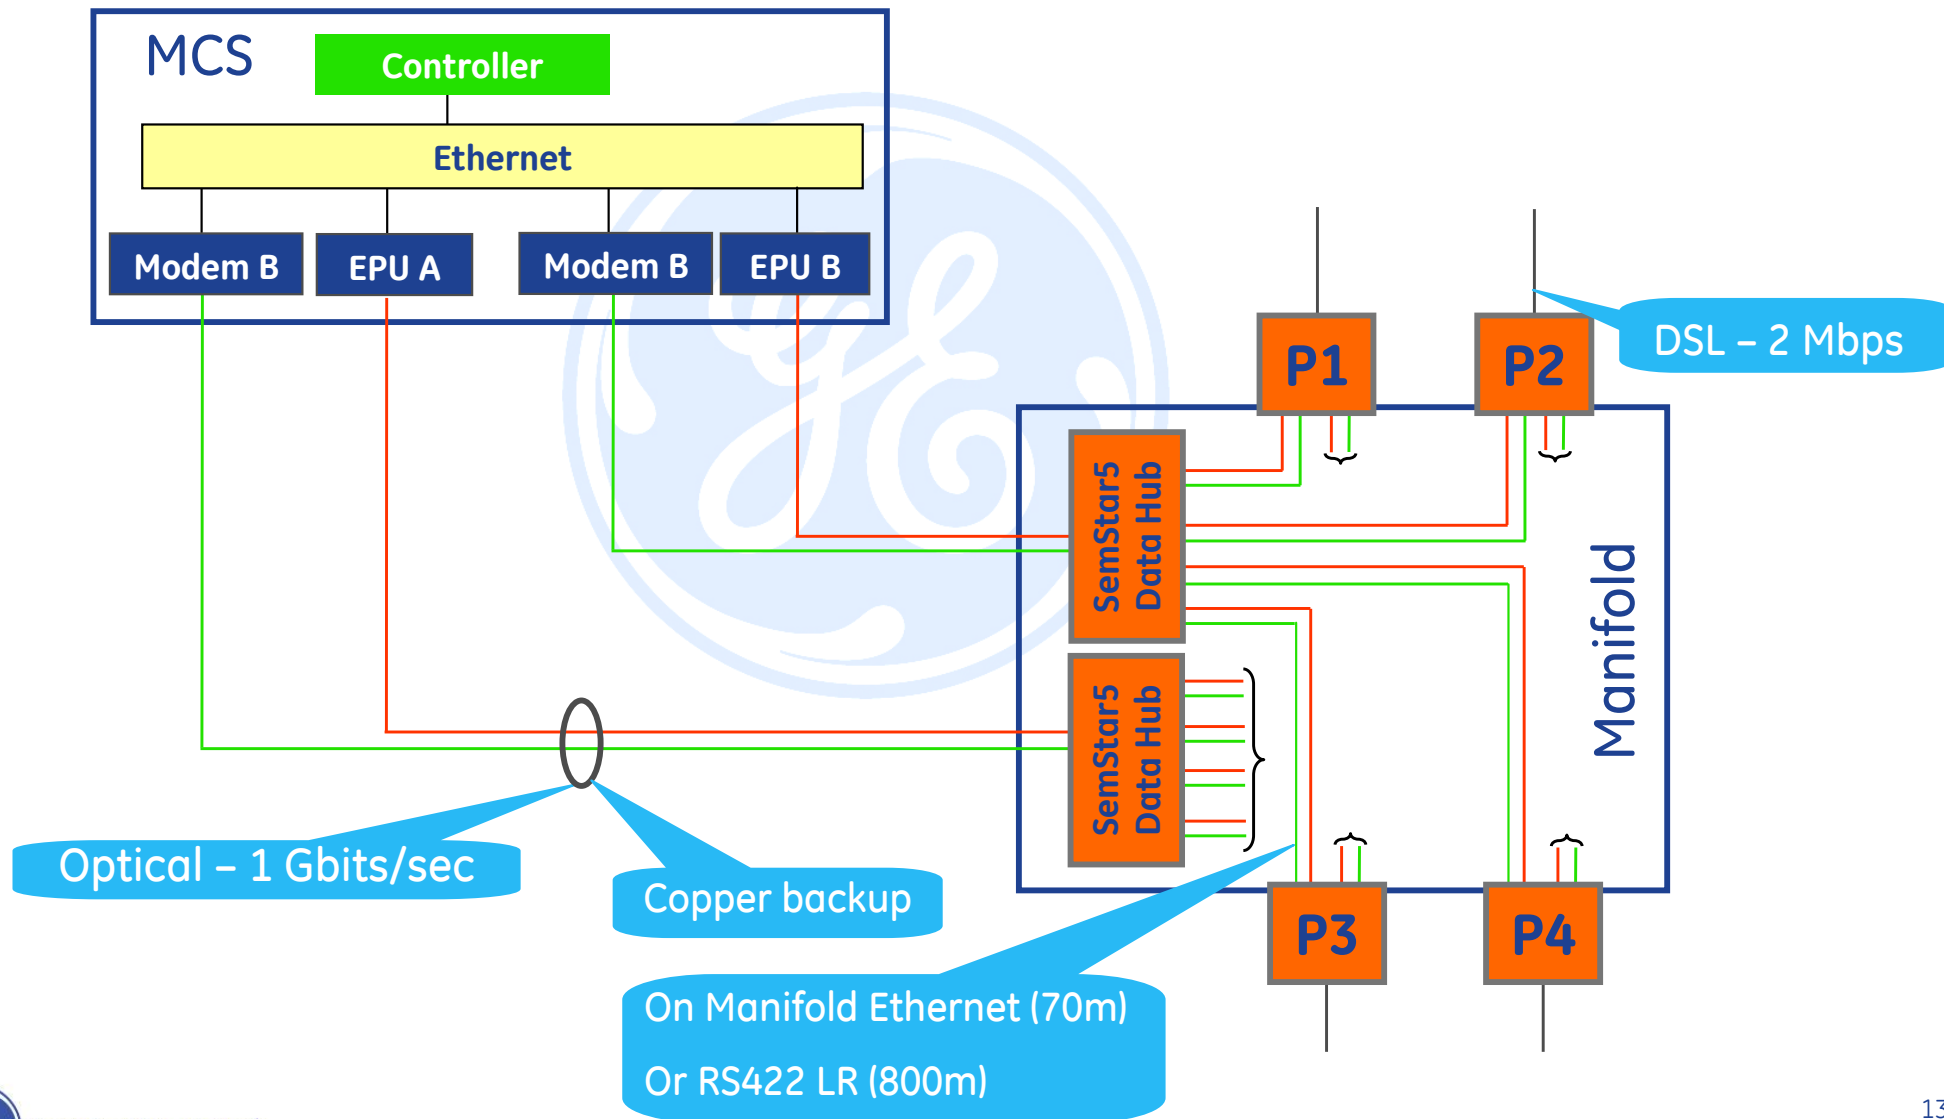 MCS
Controller
Ethernet
Modem B
EPU A
Modem B
EPU B
P1
P2
DSL – 2 Mbps
SemStar5
Data Hub
Manifold
SemStar5
Data Hub
Optical – 1 Gbits/sec
Copper backup
P3
P4
On Manifold Ethernet (70m)
Or RS422 LR (800m)
13